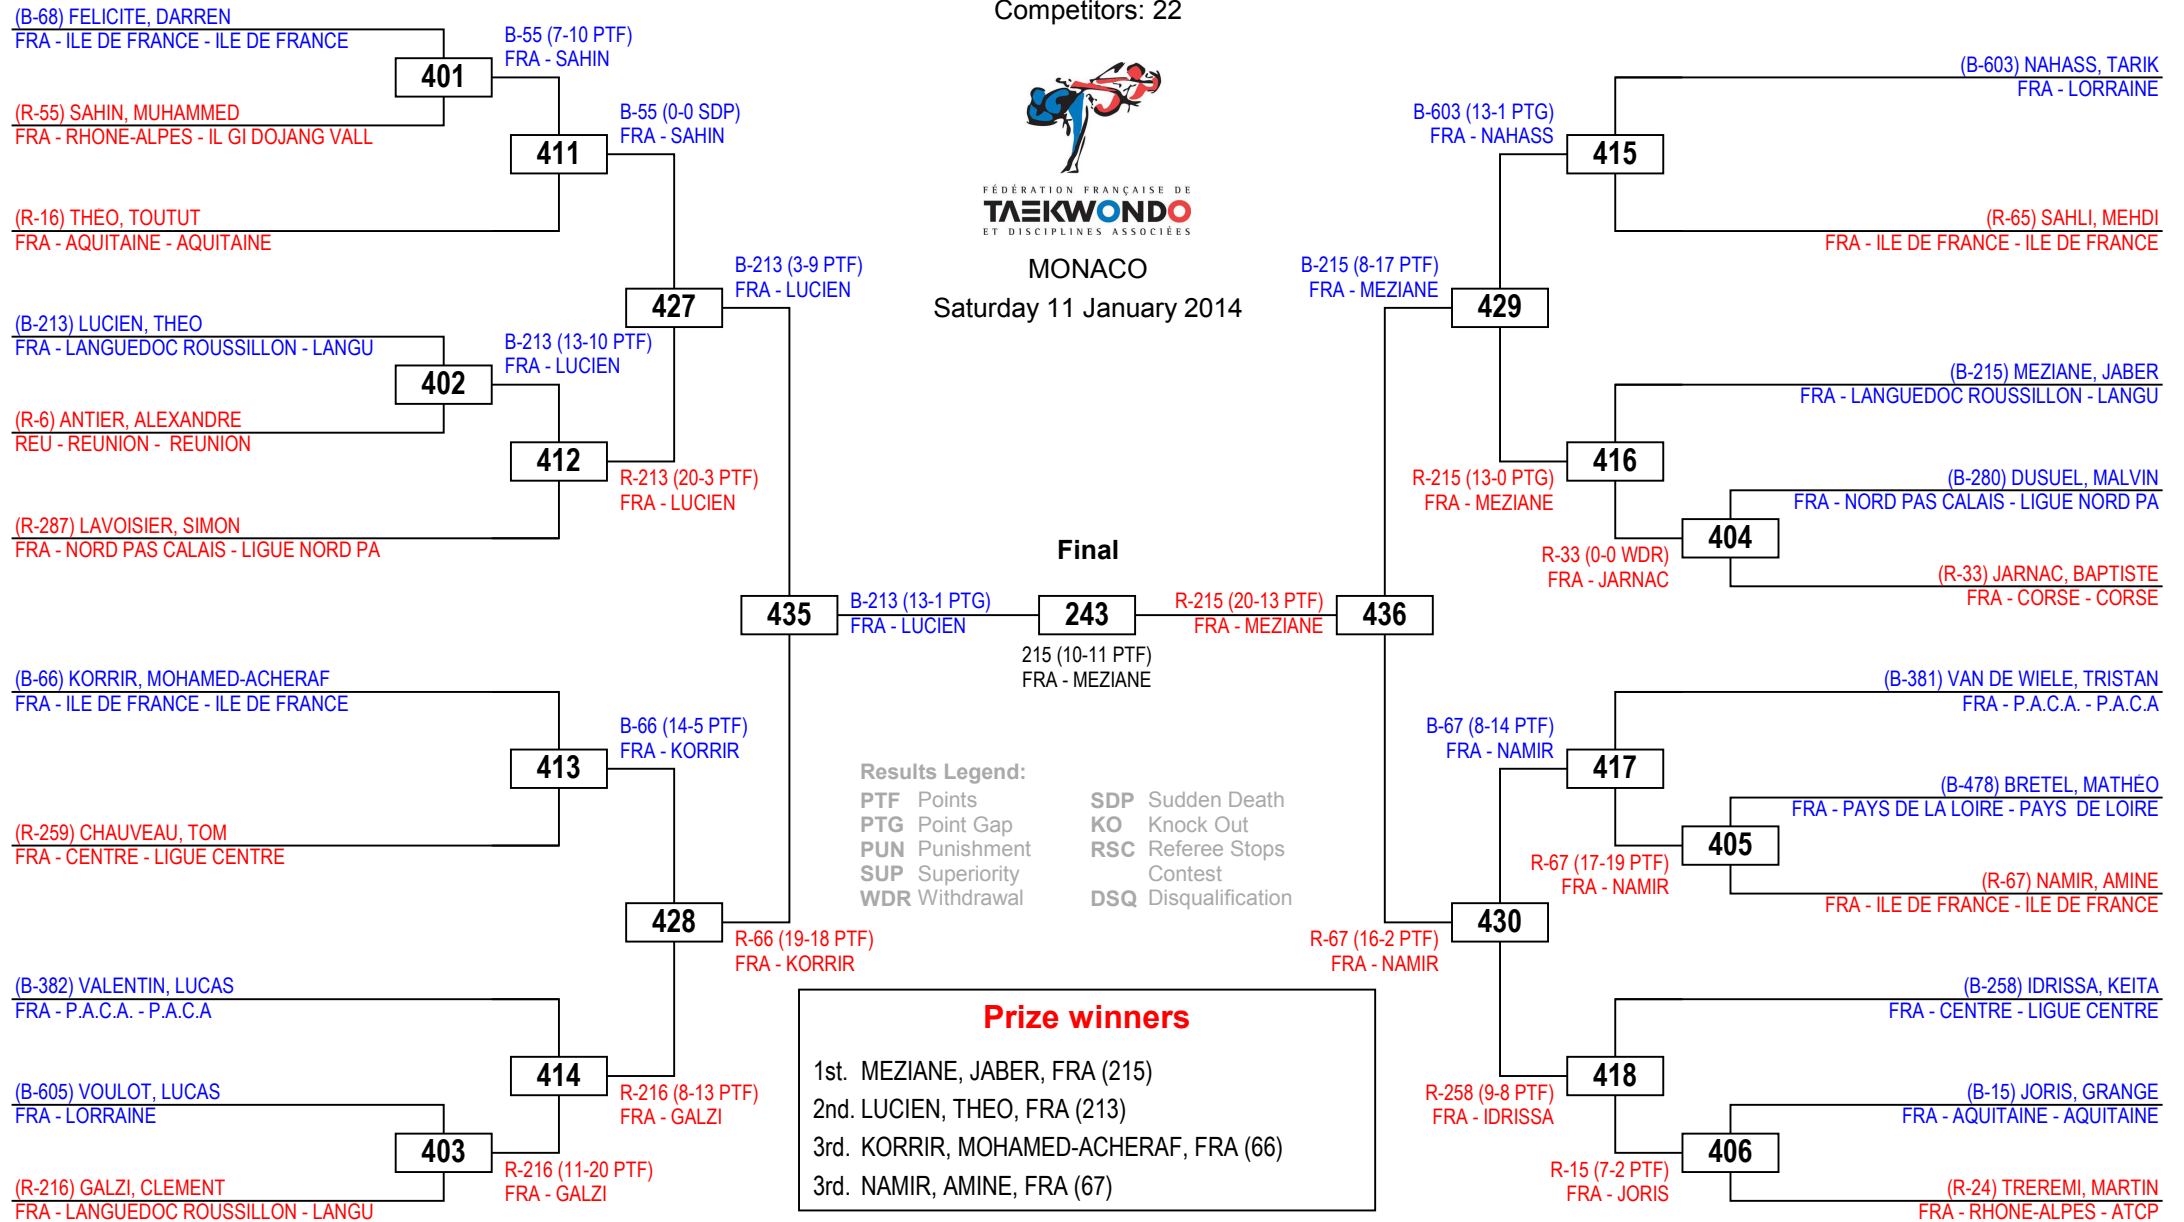 Competitors: 22
FÉDÉRATION FRANÇAISE DE
TAEKWONDO
ET DISCIPLINES ASSOCIÉES
MONACO
Saturday 11 January 2014
(B-68) FELICITE, DARREN
FRA - ILE DE FRANCE - ILE DE FRANCE
401
(R-55) SAHIN, MUHAMMED
FRA - RHONE-ALPES - IL GI DOJANG VALL
B-55 (7-10 PTF)
FRA - SAHIN
411
(R-16) THÉO, TOUTUT
FRA - AQUITAINE - AQUITAINE
B-55 (0-0 SDP)
FRA - SAHIN
427
(B-213) LUCIEN, THEO
FRA - LANGUEDOC ROUSSILLON - LANGU
402
(R-6) ANTIER, ALEXANDRE
REU - REUNION - REUNION
B-213 (13-10 PTF)
FRA - LUCIEN
412
(R-287) LAVOISIER, SIMON
FRA - NORD PAS CALAIS - LIGUE NORD PA
R-213 (20-3 PTF)
FRA - LUCIEN
B-213 (3-9 PTF)
FRA - LUCIEN
435
(B-66) KORRIR, MOHAMED-ACHERAF
FRA - ILE DE FRANCE - ILE DE FRANCE
413
(R-259) CHAUVEAU, TOM
FRA - CENTRE - LIGUE CENTRE
B-66 (14-5 PTF)
FRA - KORRIR
428
(B-382) VALENTIN, LUCAS
FRA - P.A.C.A. - P.A.C.A
414
(B-605) VOULOT, LUCAS
FRA - LORRAINE
403
(R-216) GALZI, CLEMENT
FRA - LANGUEDOC ROUSSILLON - LANGU
R-216 (11-20 PTF)
FRA - GALZI
R-216 (8-13 PTF)
FRA - GALZI
R-66 (19-18 PTF)
FRA - KORRIR
B-213 (13-1 PTG)
FRA - LUCIEN
Final
243
215 (10-11 PTF)
FRA - MEZIANE
R-215 (20-13 PTF)
FRA - MEZIANE
436
(B-603) NAHASS, TARIK
FRA - LORRAINE
415
(R-65) SAHLI, MEHDI
FRA - ILE DE FRANCE - ILE DE FRANCE
B-603 (13-1 PTG)
FRA - NAHASS
429
B-215 (8-17 PTF)
FRA - MEZIANE
(B-215) MEZIANE, JABER
FRA - LANGUEDOC ROUSSILLON - LANGU
416
R-215 (13-0 PTG)
FRA - MEZIANE
(B-280) DUSUEL, MALVIN
FRA - NORD PAS CALAIS - LIGUE NORD PA
404
R-33 (0-0 WDR)
FRA - JARNAC
(R-33) JARNAC, BAPTISTE
FRA - CORSE - CORSE
(B-381) VAN DE WIELE, TRISTAN
FRA - P.A.C.A. - P.A.C.A
417
B-67 (8-14 PTF)
FRA - NAMIR
(B-478) BRETEL, MATHÉO
FRA - PAYS DE LA LOIRE - PAYS DE LOIRE
405
R-67 (17-19 PTF)
FRA - NAMIR
(R-67) NAMIR, AMINE
FRA - ILE DE FRANCE - ILE DE FRANCE
430
R-67 (16-2 PTF)
FRA - NAMIR
(B-258) IDRISSA, KEITA
FRA - CENTRE - LIGUE CENTRE
418
R-258 (9-8 PTF)
FRA - IDRISSA
(B-15) JORIS, GRANGE
FRA - AQUITAINE - AQUITAINE
406
R-15 (7-2 PTF)
FRA - JORIS
(R-24) TREREMI, MARTIN
FRA - RHONE-ALPES - ATCP
Results Legend:
PTF Points SDP Sudden Death
PTG Point Gap KO Knock Out
PUN Punishment RSC Referee Stops
SUP Superiority Contest
WDR Withdrawal DSQ Disqualification
Prize winners
1st. MEZIANE, JABER, FRA (215)
2nd. LUCIEN, THEO, FRA (213)
3rd. KORRIR, MOHAMED-ACHERAF, FRA (66)
3rd. NAMIR, AMINE, FRA (67)